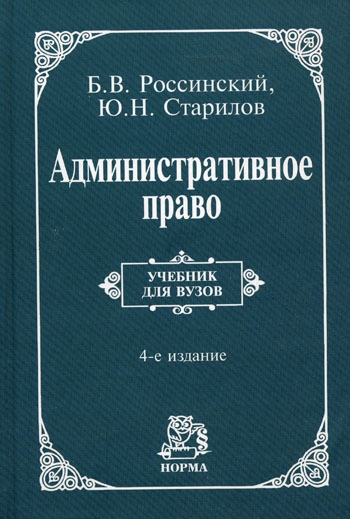 Б.В. Россинский,
Ю.Н. Старилов
Административное
право
УЧЕБНИК
ДЛЯ ВУЗОВ
4-е издание
§
НОРМА